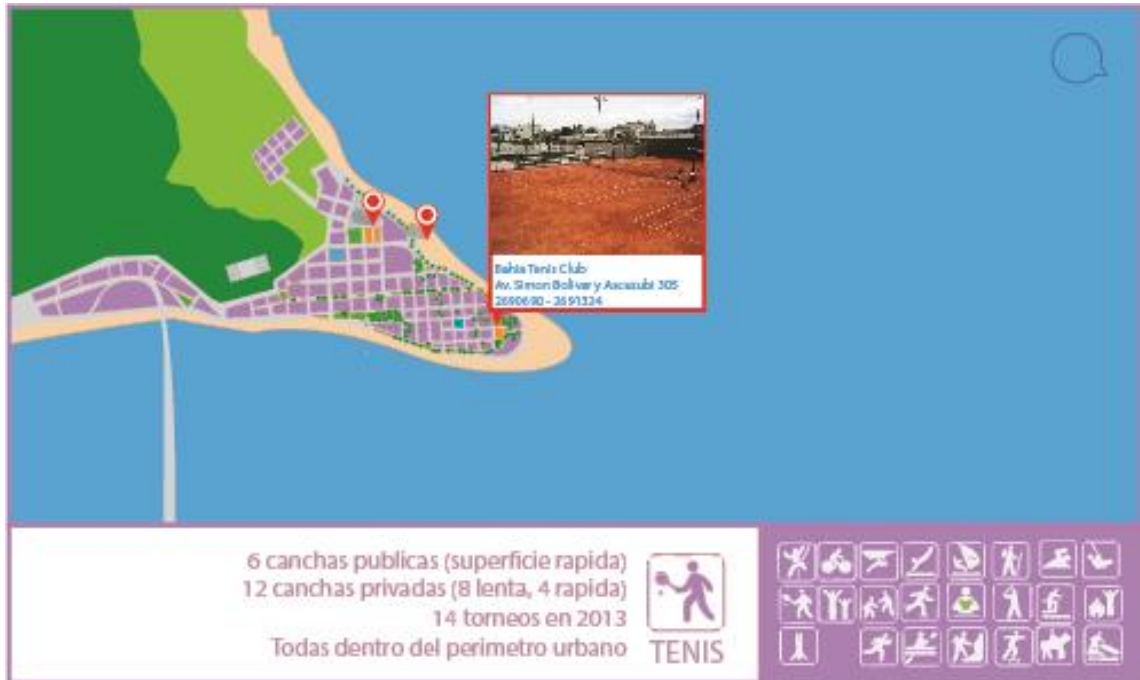 Bahia Tenis Club
Av. Simon Bolivar y Ascazubi 305
2690690 - 2691324
6 canchas publicas (superficie rapida)
12 canchas privadas (8 lenta, 4 rapida)
14 torneos en 2013
Todas dentro del perimetro urbano
TENIS